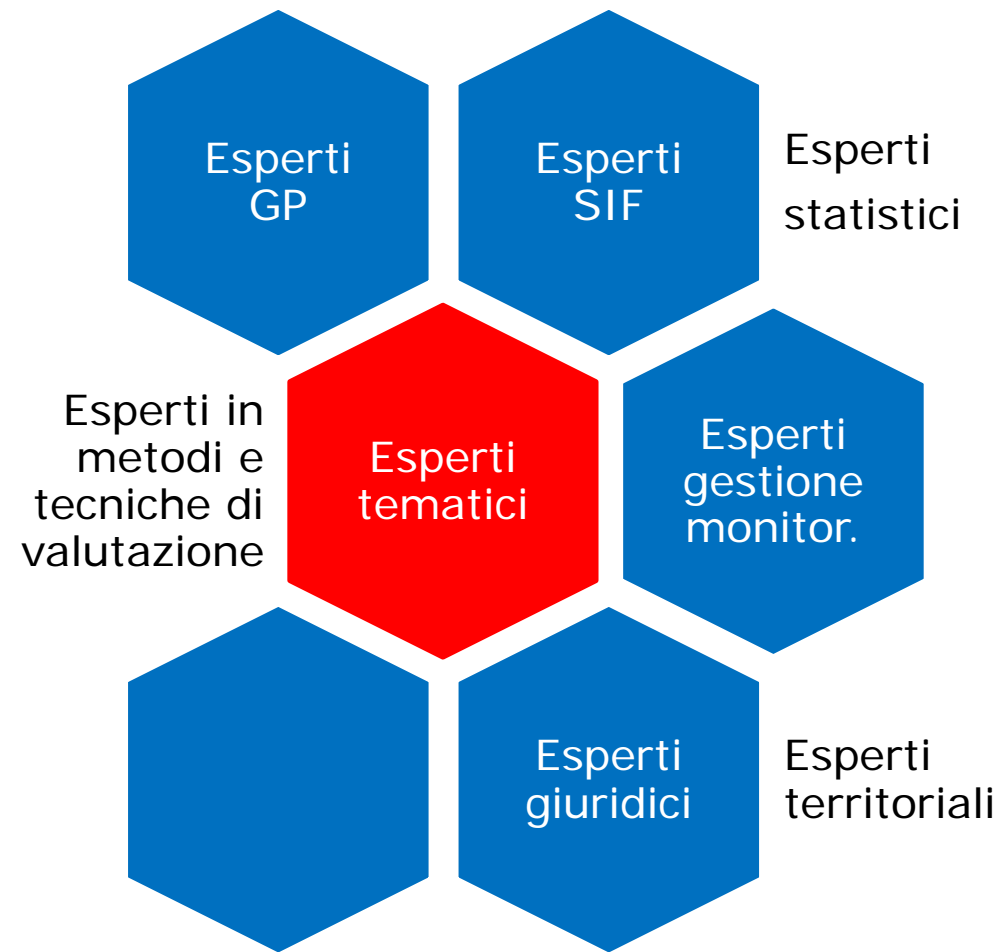 Esperti
GP
Esperti
SIF
Esperti
statistici
Esperti in
metodi e
tecniche di
valutazione
Esperti
tematici
Esperti
gestione
monitor.
Esperti
giuridici
Esperti
territoriali